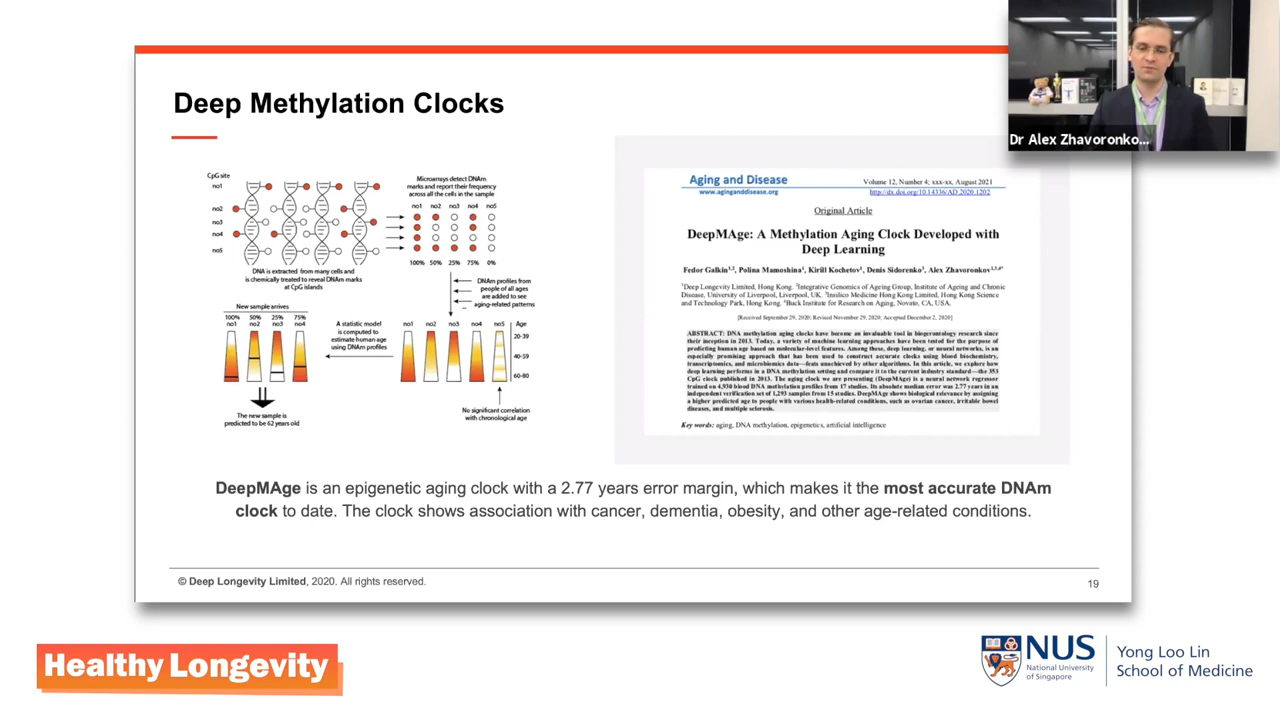 Deep Methylation Clocks
Dr Alex Zhavoronko...
CpG site
no1
no2
no3
no4
no5
DNA is extracted from many cells and
is chemically treated to reveal DNA marks
at CpG islands
Microarrays detect DNAm
marks and report their frequency
across all the cells in the sample
no1 no2 no3 no4 no5
100% 50% 25% 75% 0%
DNAm profiles from
people of all ages
are added to see
aging-related patterns
New sample arrives
100% 50% 25% 75%
no1 no2 no3 no4
A statistic model
is computed to
estimate human age
using DNAm profiles
no1 no2 no3 no4 no5 Age
20-39
40-59
60-80
The new sample is
predicted to be 62 years old
No significant correlation
with chronological age
Aging and Disease
www.aginganddisease.org
Volume 12, Number 4; xxx-xx, August 2021
http://dx.doi.org/10.14336/AD.2020.1202
Original Article
DeepMAge: A Methylation Aging Clock Developed with
Deep Learning
Fedor Galkin1,2, Polina Mamoshina1, Kirill Kochetov1, Denis Sidorenko3, Alex Zhavoronkov1,3,4*
1Deep Longevity Limited, Hong Kong. 2Integrative Genomics of Ageing Group, Institute of Ageing and Chronic
Disease, University of Liverpool, Liverpool, UK. 3Insilico Medicine Hong Kong Limited, Hong Kong Science
and Technology Park, Hong Kong. 4Buck Institute for Research on Aging, Novato, CA, USA.
[Received September 29, 2020; Revised November 29, 2020; Accepted December 2, 2020]
ABSTRACT: DNA methylation aging clocks have become an invaluable tool in biogerontology research since
their inception in 2013. Today, a variety of machine learning approaches have been tested for the purpose of
predicting human age based on molecular-level features. Among these, deep learning, or neural networks, is an
especially promising approach that has been used to construct accurate clocks using blood biochemistry,
transcriptomics, and microbiomics data—feats unachieved by other algorithms. In this article, we explore how
deep learning performs in a DNA methylation setting and compare it to the current industry standard—the 353
CpG clock published in 2013. The aging clock we are presenting (DeepMAge) is a neural network regressor
trained on 4,930 blood DNA methylation profiles from 17 studies. Its absolute median error was 2.77 years in an
independent verification set of 1,293 samples from 15 studies. DeepMAge shows biological relevance by assigning
a higher predicted age to people with various health-related conditions, such as ovarian cancer, irritable bowel
diseases, and multiple sclerosis.
Key words: aging, DNA methylation, epigenetics, artificial intelligence
DeepMAge is an epigenetic aging clock with a 2.77 years error margin, which makes it the most accurate DNAm
clock to date. The clock shows association with cancer, dementia, obesity, and other age-related conditions.
© Deep Longevity Limited, 2020. All rights reserved.
19
Healthy Longevity
NUS
National University
of Singapore
Yong Loo Lin
School of Medicine